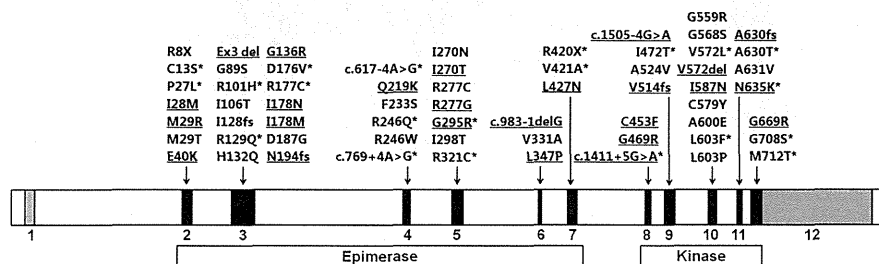 G559R
c.1505-4G>A G568S A630fs
R8X Ex3 del G136R I270N R420X* I472T* V572L* A630T*
C13S* G89S D176V* c.617-4A>G* I270T V421A* A524V V572del A631V
P27L* R101H* R177C* Q219K R277C L427N V514fs I587N N635K*
I28M I106T I178N F233S R277G C579Y
M29R I128fs I178M R246Q* G295R* c.983-1delG C453F A600E G669R
M29T R129Q* D187G R246W I298T V331A G469R L603F* G708S*
E40K H132Q N194fs c.769+4A>G* R321C* L347P c.1411+5G>A* L603P M712T*
1 2 3 4 5 6 7 8 9 10 11 12
Epimerase Kinase